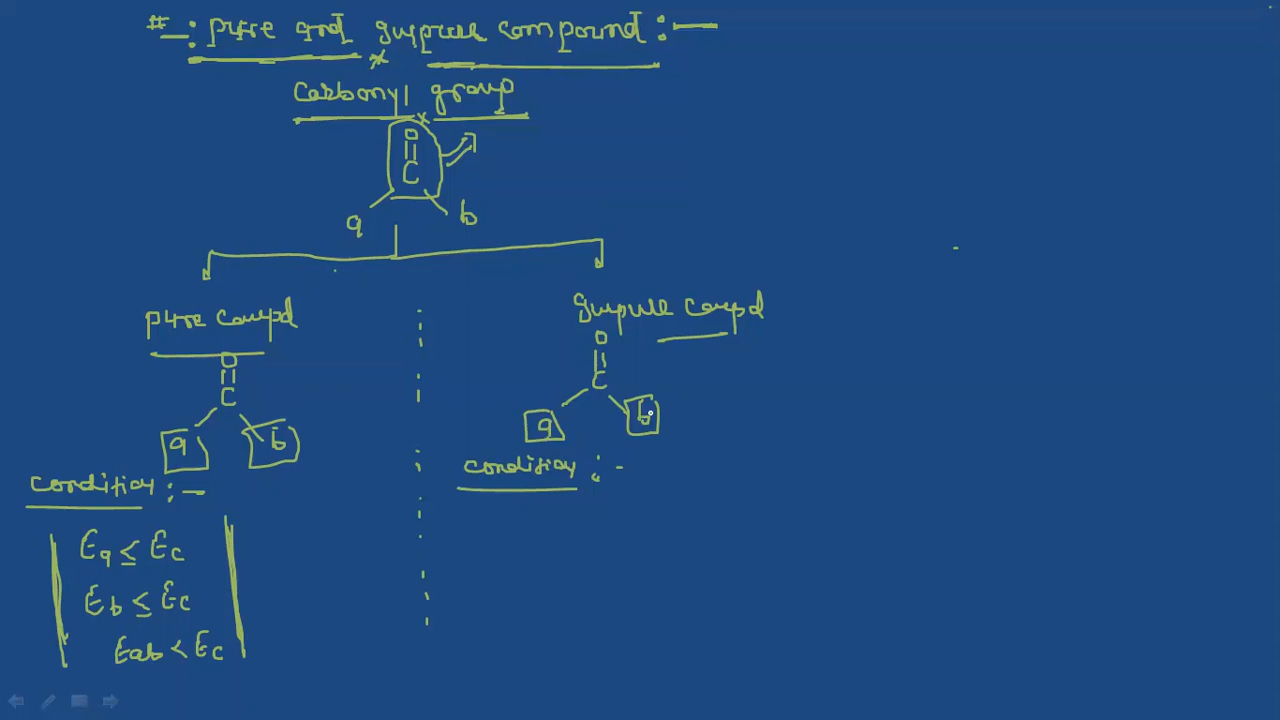 #-: pure and impure compound :-
carbonyl group
O
C
a b
pure compd
O
C
a b
condition :-
Ea ≤ Ec
Eb ≤ Ec
Eab < Ec
impure compd
O
C
a b
condition : -